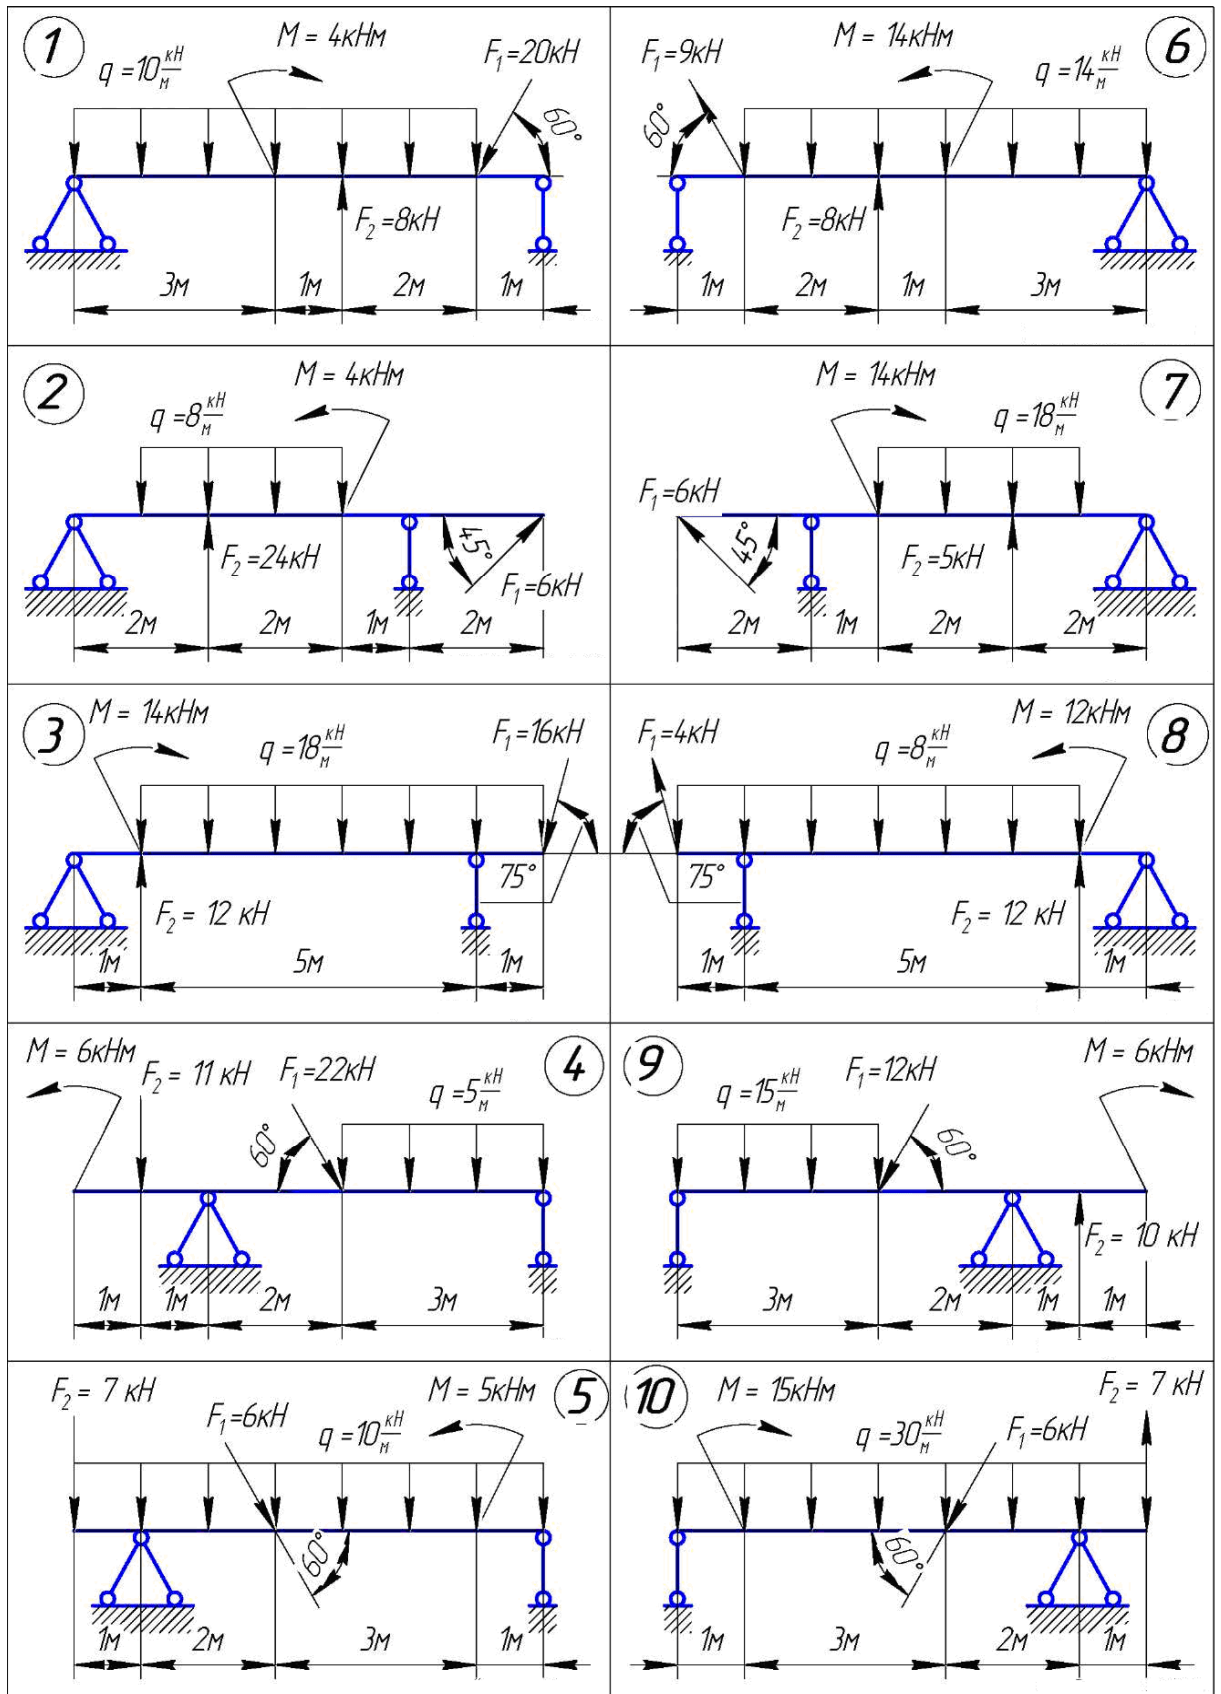 1
M = 4кНм
F₁=20кН
q =10 кН/м
60°
F₂=8кН
3м 1м 2м 1м
6
F₁=9кН
M = 14кНм
q =14 кН/м
60°
F₂=8кН
1м 2м 1м 3м
2
M = 4кНм
q =8 кН/м
45°
F₂=24кН
F₁=6кН
2м 2м 1м 2м
7
M = 14кНм
q =18 кН/м
F₁=6кН
45°
F₂=5кН
2м 1м 2м 2м
3
M = 14кНм
F₁=16кН
q =18 кН/м
75°
F₂= 12 кН
1м 5м 1м
8
M = 12кНм
F₁=4кН
q =8 кН/м
75°
F₂= 12 кН
1м 5м 1м
4
M = 6кНм
F₂= 11 кН
F₁=22кН
q =5 кН/м
60°
1м 1м 2м 3м
9
M = 6кНм
F₁=12кН
q =15 кН/м
60°
F₂= 10 кН
3м 2м 1м 1м
5
F₂= 7 кН
M = 5кНм
F₁=6кН
q =10 кН/м
60°
1м 2м 3м 1м
10
M = 15кНм
F₂= 7 кН
q =30 кН/м
F₁=6кН
60°
1м 3м 2м 1м